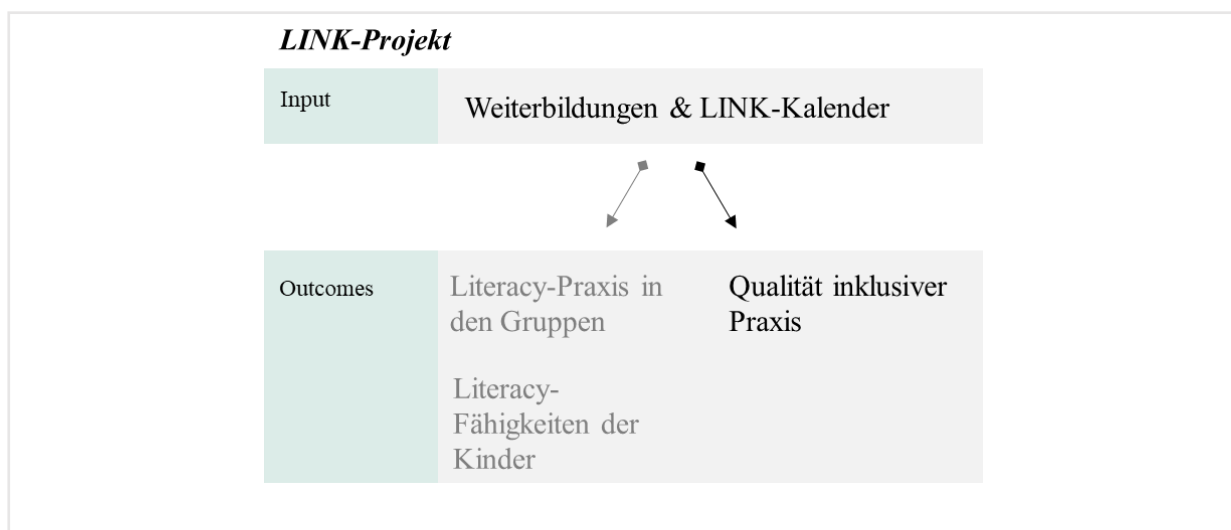 LINK-Projekt
Input
Weiterbildungen & LINK-Kalender
Outcomes
Literacy-Praxis in
den Gruppen
Literacy-
Fähigkeiten der
Kinder
Qualität inklusiver
Praxis